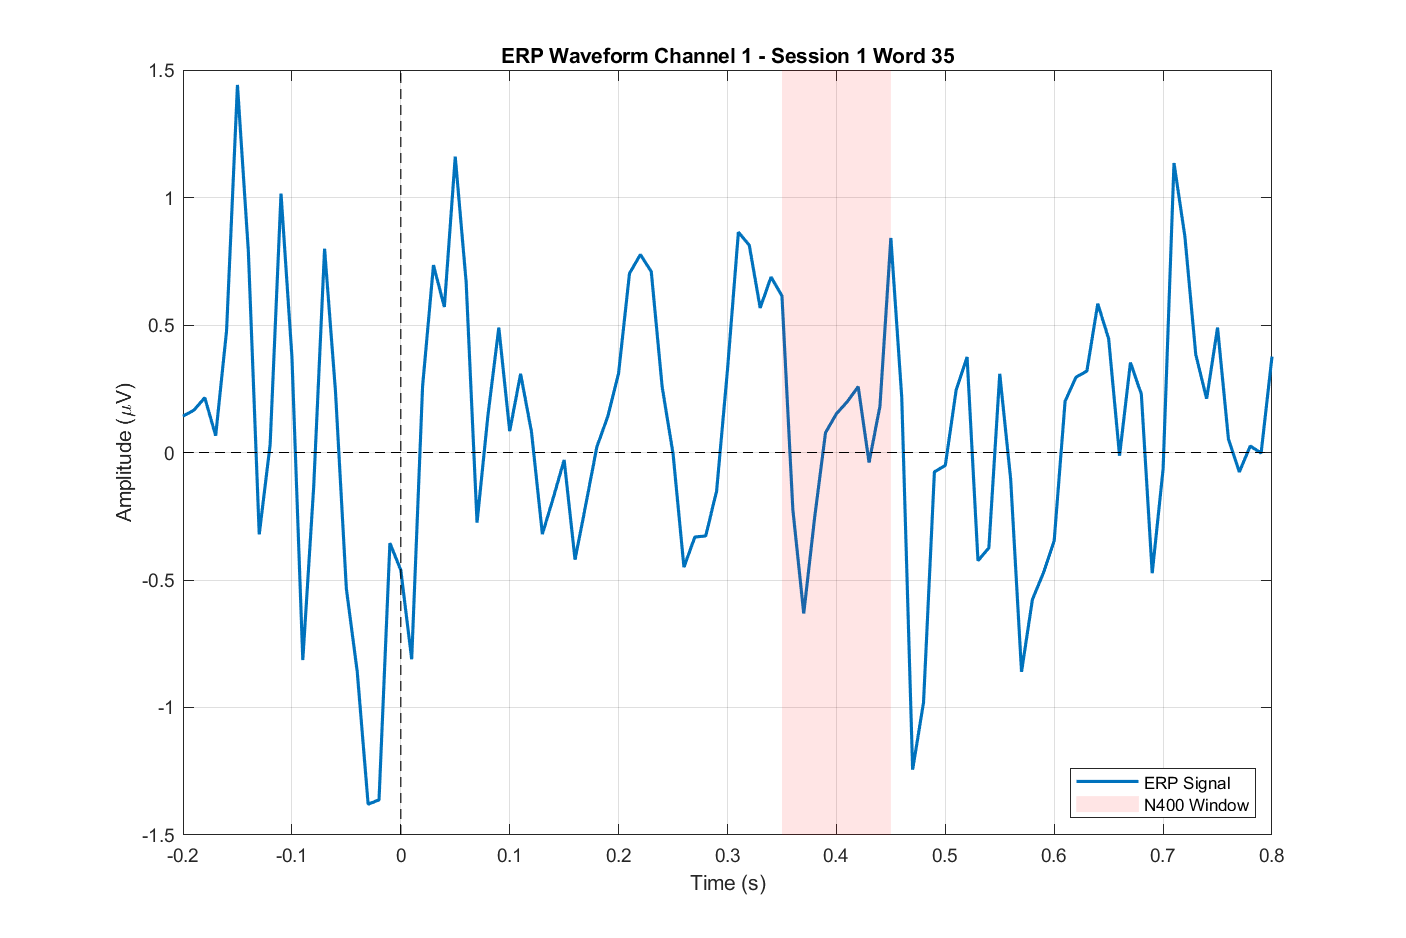 ERP Waveform Channel 1 - Session 1 Word 35
1.5
1
0.5
0
-0.5
-1
-1.5
Amplitude (μV)
-0.2 -0.1 0 0.1 0.2 0.3 0.4 0.5 0.6 0.7 0.8
Time (s)
ERP Signal
N400 Window